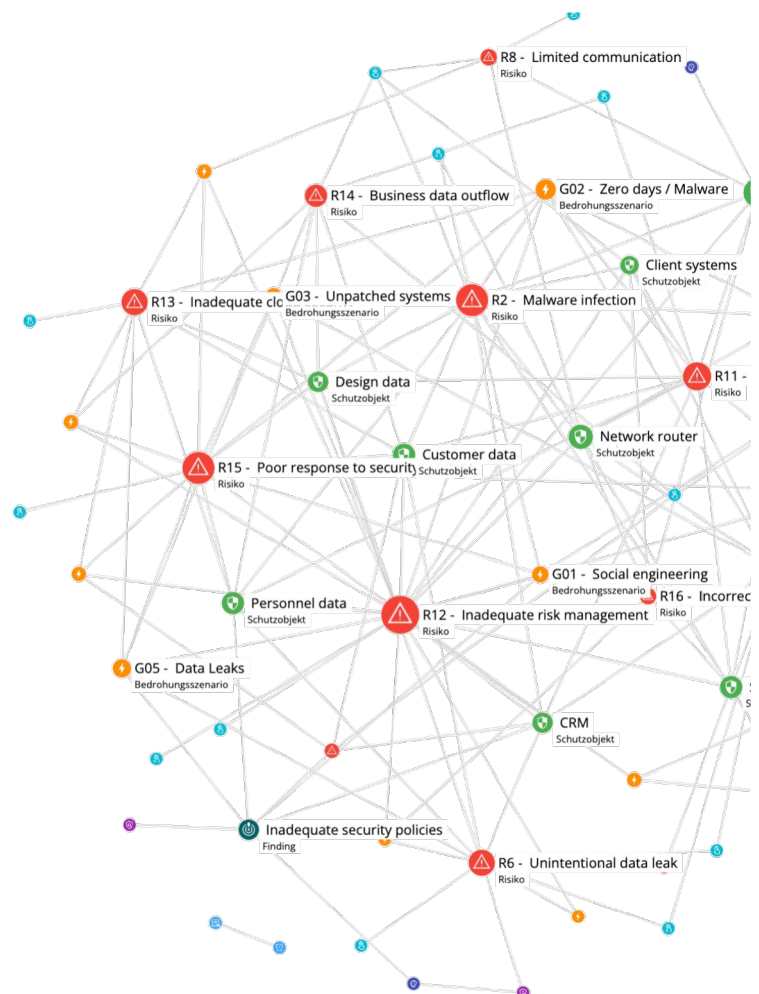 R8 - Limited communication
Risiko
R14 - Business data outflow
Risiko
G02 - Zero days / Malware
Bedrohungsszenario
Client systems
Schutzobjekt
R13 - Inadequate clo
Risiko
G03 - Unpatched systems
Bedrohungsszenario
R2 - Malware infection
Risiko
Design data
Schutzobjekt
R11 -
Risiko
Network router
Schutzobjekt
Customer data
Schutzobjekt
R15 - Poor response to security
Risiko
G01 - Social engineering
Bedrohungsszenario
R16 - Incorrec
Risiko
Personnel data
Schutzobjekt
R12 - Inadequate risk management
Risiko
G05 - Data Leaks
Bedrohungsszenario
CRM
Schutzobjekt
Inadequate security policies
Finding
R6 - Unintentional data leak
Risiko